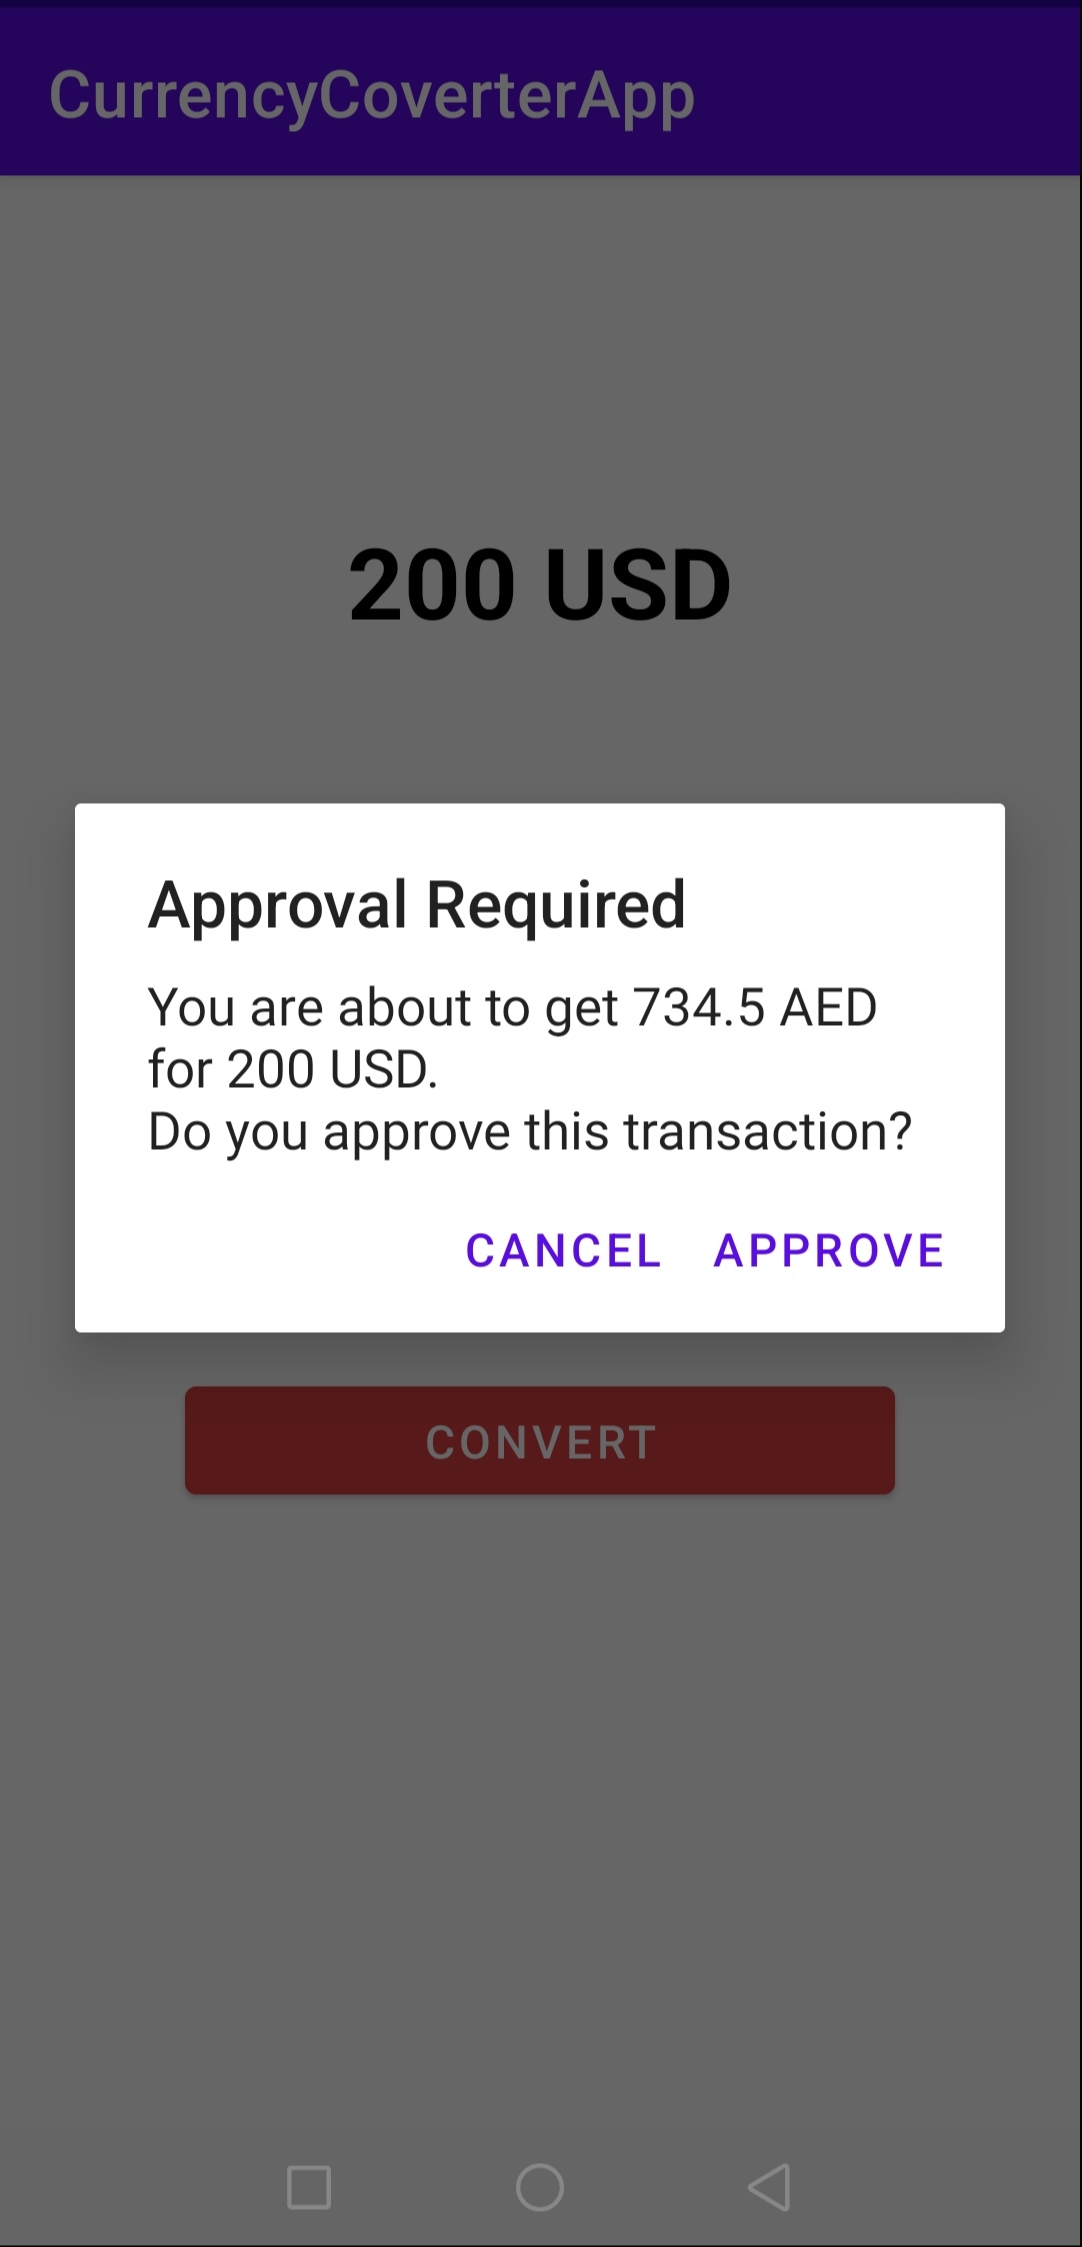 CurrencyCoverterApp
200 USD
Approval Required
You are about to get 734.5 AED
for 200 USD.
Do you approve this transaction?
CANCEL APPROVE
CONVERT